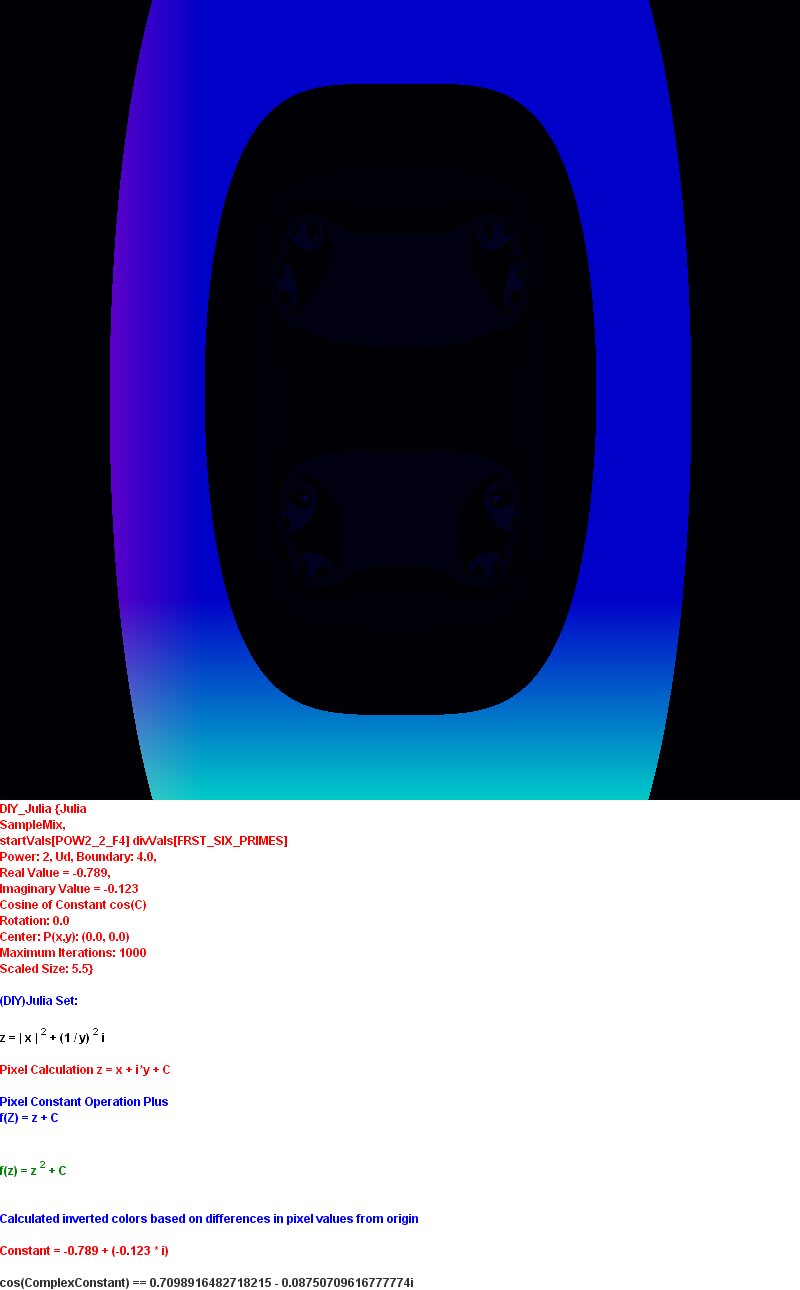 DIY_Julia {Julia
SampleMix,
startVals[POW2_2_F4] divVals[FRST_SIX_PRIMES]
Power: 2, Ud, Boundary: 4.0,
Real Value = -0.789,
Imaginary Value = -0.123
Cosine of Constant cos(C)
Rotation: 0.0
Center: P(x,y): (0.0, 0.0)
Maximum Iterations: 1000
Scaled Size: 5.5}
(DIY)Julia Set:
z = | x | 2 + (1 / y) 2 i
Pixel Calculation z = x + i*y + C
Pixel Constant Operation Plus
f(Z) = z + C
f(z) = z 2 + C
Calculated inverted colors based on differences in pixel values from origin
Constant = -0.789 + (-0.123 * i)
cos(ComplexConstant) == 0.7098916482718215 - 0.08750709616777774i